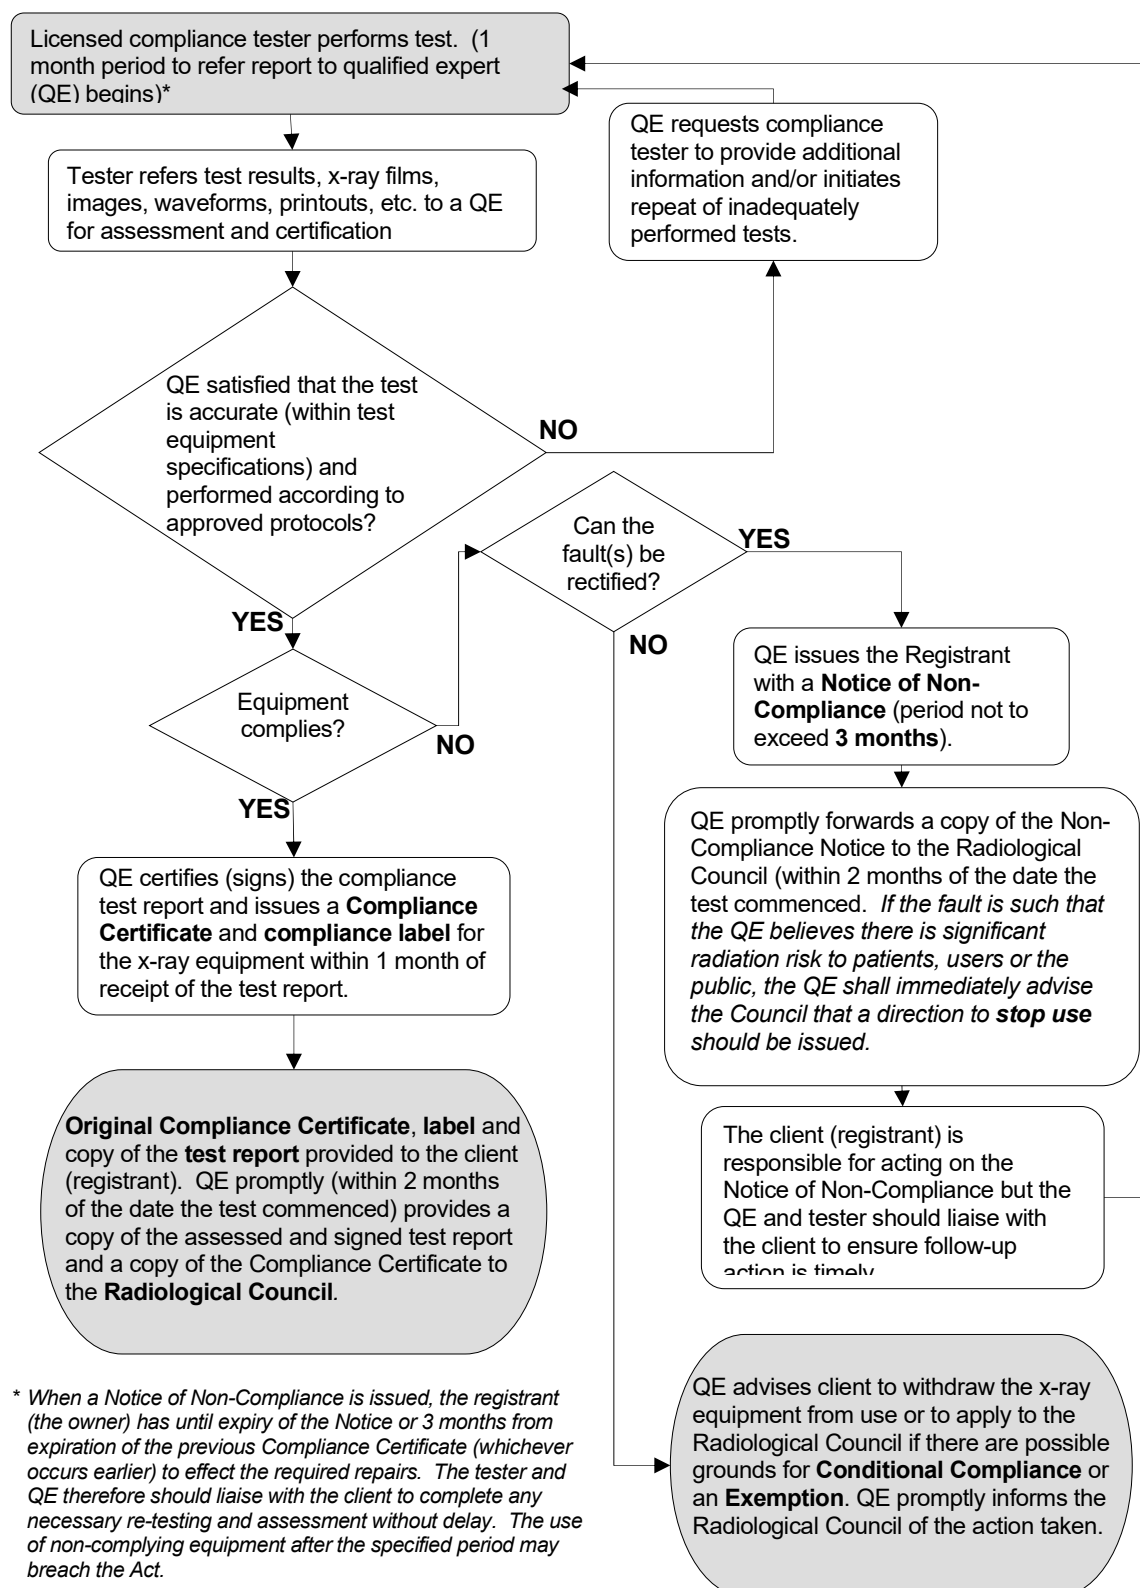 Licensed compliance tester performs test.  (1
month period to refer report to qualified expert
(QE) begins)*
QE requests compliance
tester to provide additional
information and/or initiates
repeat of inadequately
performed tests.
Tester refers test results, x-ray films,
images, waveforms, printouts, etc. to a QE
for assessment and certification
QE satisfied that the test
is accurate (within test
equipment
specifications) and
performed according to
approved protocols?
NO
YES
Can the
fault(s) be
rectified?
YES
NO
Equipment
complies?
NO
YES
QE issues the Registrant
with a Notice of Non-
Compliance (period not to
exceed 3 months).
QE promptly forwards a copy of the Non-
Compliance Notice to the Radiological
Council (within 2 months of the date the
test commenced.  If the fault is such that
the QE believes there is significant
radiation risk to patients, users or the
public, the QE shall immediately advise
the Council that a direction to stop use
should be issued.
QE certifies (signs) the compliance
test report and issues a Compliance
Certificate and compliance label for
the x-ray equipment within 1 month of
receipt of the test report.
Original Compliance Certificate, label and
copy of the test report provided to the client
(registrant).  QE promptly (within 2 months
of the date the test commenced) provides a
copy of the assessed and signed test report
and a copy of the Compliance Certificate to
the Radiological Council.
The client (registrant) is
responsible for acting on the
Notice of Non-Compliance but the
QE and tester should liaise with
the client to ensure follow-up
action is timely
QE advises client to withdraw the x-ray
equipment from use or to apply to the
Radiological Council if there are possible
grounds for Conditional Compliance or
an Exemption. QE promptly informs the
Radiological Council of the action taken.
* When a Notice of Non-Compliance is issued, the registrant
(the owner) has until expiry of the Notice or 3 months from
expiration of the previous Compliance Certificate (whichever
occurs earlier) to effect the required repairs.  The tester and
QE therefore should liaise with the client to complete any
necessary re-testing and assessment without delay.  The use
of non-complying equipment after the specified period may
breach the Act.